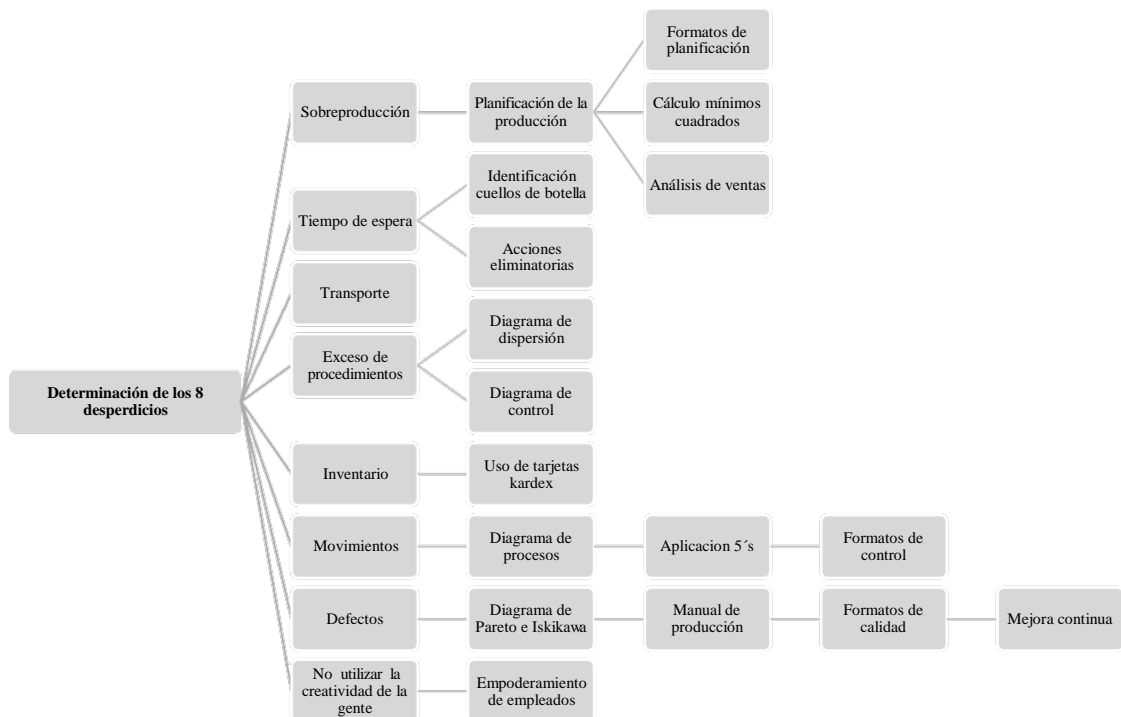 Determinación de los 8
desperdicios
Sobreproducción
Planificación de la
producción
Formatos de
planificación
Cálculo mínimos
cuadrados
Análisis de ventas
Tiempo de espera
Identificación
cuellos de botella
Acciones
eliminatorias
Transporte
Exceso de
procedimientos
Diagrama de
dispersión
Diagrama de
control
Inventario
Uso de tarjetas
kardex
Movimientos
Diagrama de
procesos
Aplicacion 5´s
Formatos de
control
Defectos
Diagrama de
Pareto e Iskikawa
Manual de
producción
Formatos de
calidad
Mejora continua
No utilizar la
creatividad de la
gente
Empoderamiento
de empleados